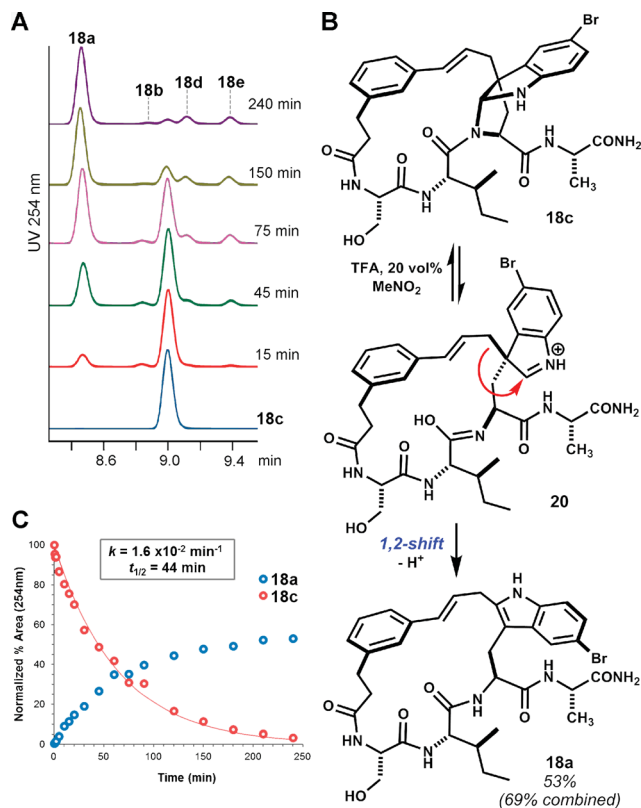 A
18a
18b
18d
18e
240 min
150 min
75 min
45 min
15 min
18c
UV 254 nm
8.6
9.0
9.4
min
B
Br
HN
N
O
O
H
N
CONH2
CH3
O
NH
O
N
H
HO
18c
TFA, 20 vol%
MeNO2
Br
⊕
NH
HO
N
O
H
N
O
NH2
CH3
O
NH
O
N
H
HO
20
1,2-shift
- H+
H
N
Br
O
HN
O
H
N
O
NH2
CH3
O
NH
O
N
H
HO
18a
53%
(69% combined)
C
k = 1.6 x10-2 min-1
t1/2 = 44 min
18a
18c
Normalized % Area (254nm)
100
80
60
40
20
0
0
50
100
150
200
250
Time (min)